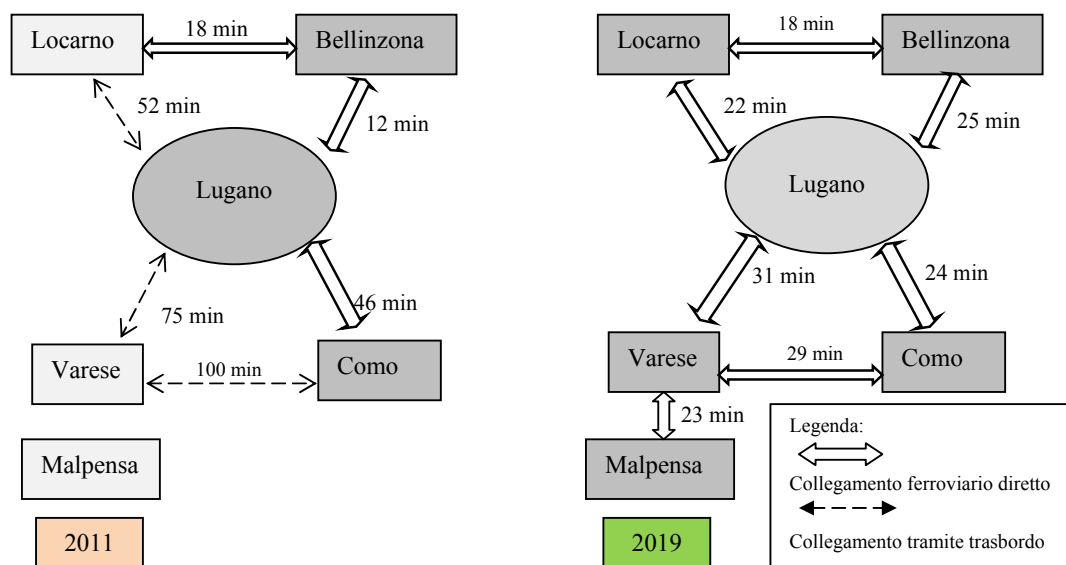 Locarno
18 min
Bellinzona
52 min
12 min
Lugano
75 min
46 min
Varese
100 min
Como
Malpensa
2011
Locarno
18 min
Bellinzona
22 min
25 min
Lugano
31 min
24 min
Varese
29 min
Como
23 min
Malpensa
2019
Legenda:
Collegamento ferroviario diretto
Collegamento tramite trasbordo